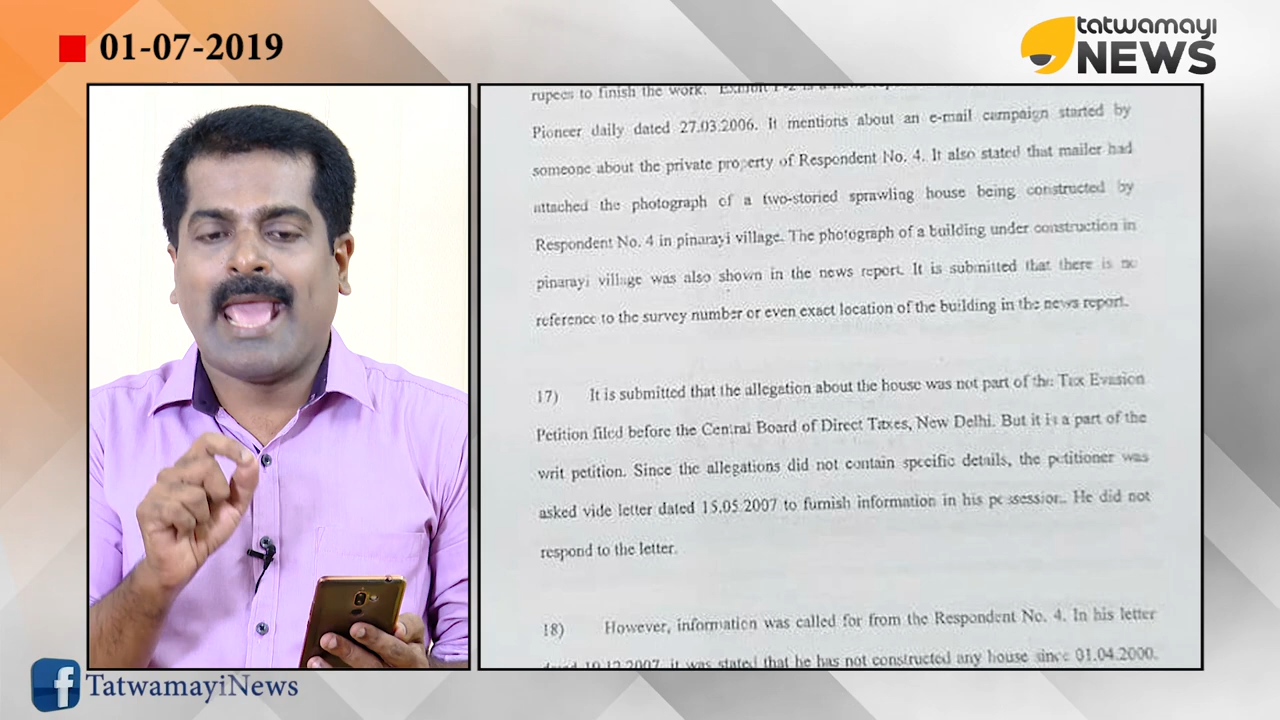 01-07-2019
tatwamayi
NEWS
rupees to finish the work.
Pioneer daily dated 27.03.2006. It mentions about an e-mail campaign started by
someone about the private property of Respondent No. 4. It also stated that mailer had
attached the photograph of a two-storied sprawling house being constructed by
Respondent No. 4 in pinarayi village. The photograph of a building under construction in
pinarayi village was also shown in the news report. It is submitted that there is no
reference to the survey number or even exact location of the building in the news report.
17) It is submitted that the allegation about the house was not part of the Tax Evasion
Petition filed before the Central Board of Direct Taxes, New Delhi. But it is a part of the
writ petition. Since the allegations did not contain specific details, the petitioner was
asked vide letter dated 15.05.2007 to furnish information in his possession. He did not
respond to the letter.
18) However, information was called for from the Respondent No. 4. In his letter
dated 10.12.2007, it was stated that he has not constructed any house since 01.04.2000.
f TatwamayiNews